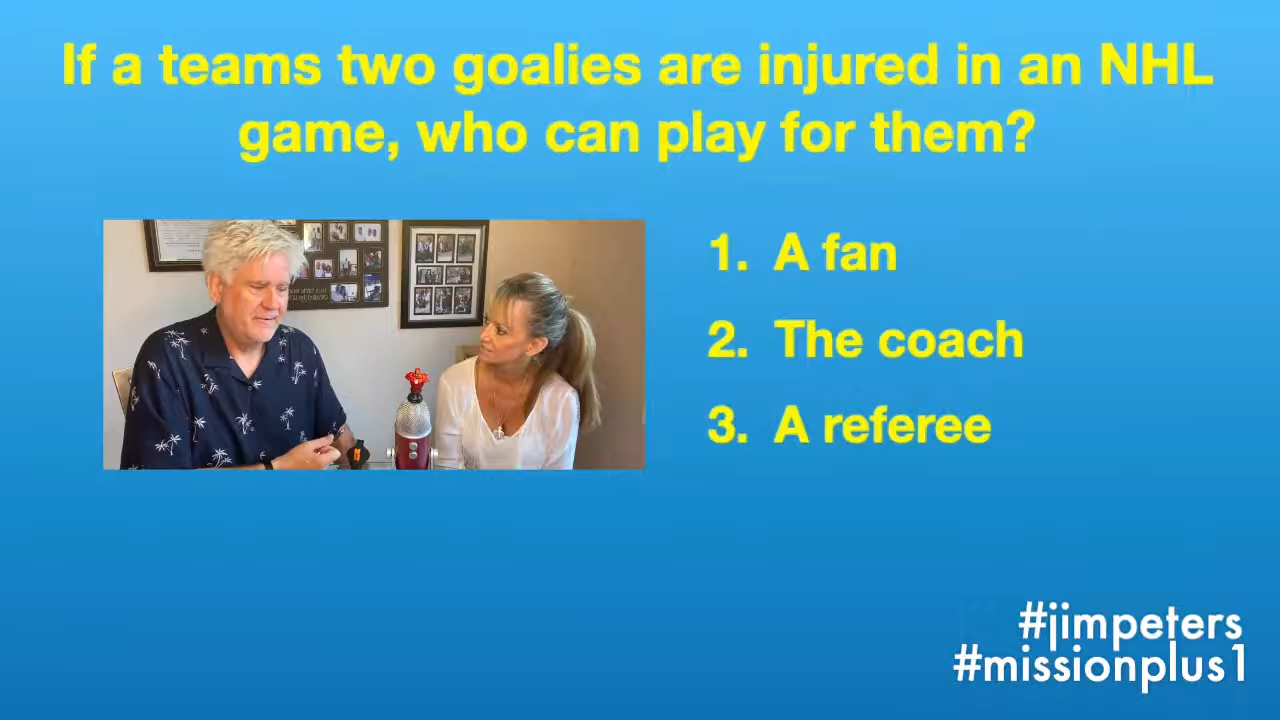 If a teams two goalies are injured in an NHL
game, who can play for them?
1. A fan
2. The coach
3. A referee
#jimpeters
#missionplus1